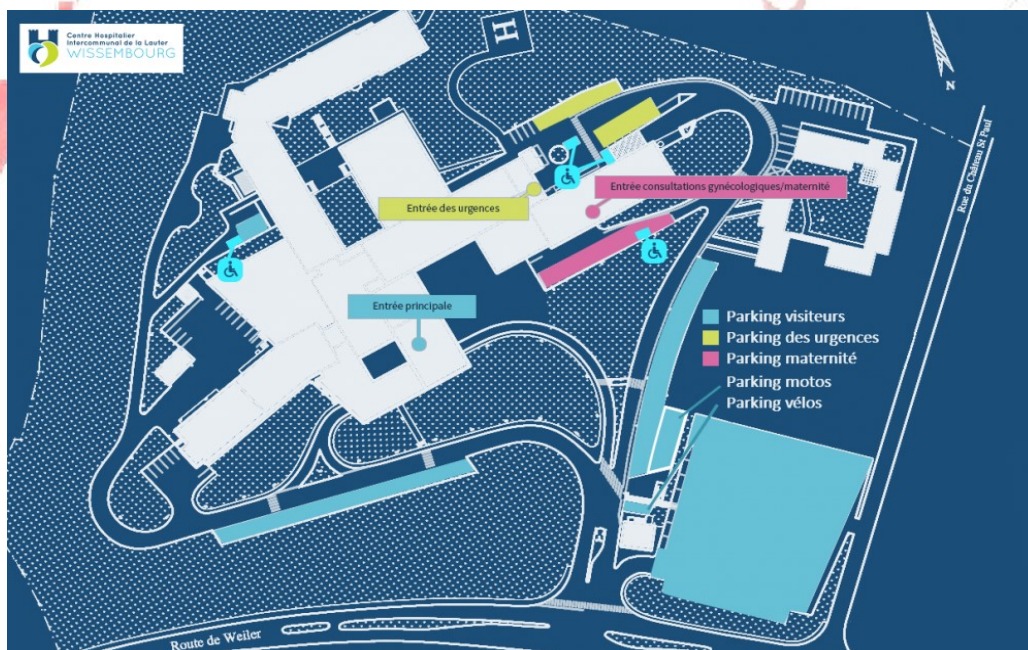 Centre Hospitalier
Intercommunal de la Lauter
WISSEMBOURG
H
N
Rue du Château St Paul
Entrée consultations gynécologiques/maternité
Entrée des urgences
Entrée principale
Parking visiteurs
Parking des urgences
Parking maternité
Parking motos
Parking vélos
Route de Weiler